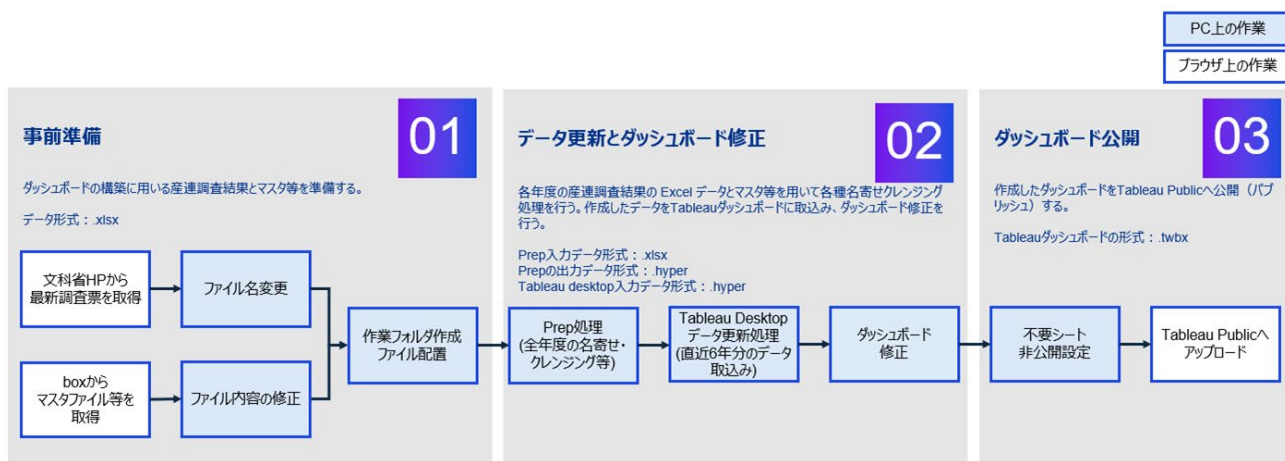 PC上の作業
ブラウザ上の作業
事前準備
01
ダッシュボードの構築に用いる産連調査結果とマスタ等を準備する。
データ形式：.xlsx
文科省HPから
最新調査票を取得
ファイル名変更
boxから
マスタファイル等を
取得
ファイル内容の修正
作業フォルダ作成
ファイル配置
データ更新とダッシュボード修正
02
各年度の産連調査結果の Excel データとマスタ等を用いて各種名寄せクレンジング
処理を行う。作成したデータをTableauダッシュボードに取込み、ダッシュボード修正を
行う。
Prep入力データ形式：.xlsx
Prepの出力データ形式：.hyper
Tableau desktop入力データ形式：.hyper
Prep処理
(全年度の名寄せ・
クレンジング等)
Tableau Desktop
データ更新処理
(直近6年分のデータ
取込み)
ダッシュボード
修正
ダッシュボード公開
03
作成したダッシュボードをTableau Publicへ公開（パブ
リッシュ）する。
Tableauダッシュボードの形式：.twbx
不要シート
非公開設定
Tableau Publicへ
アップロード